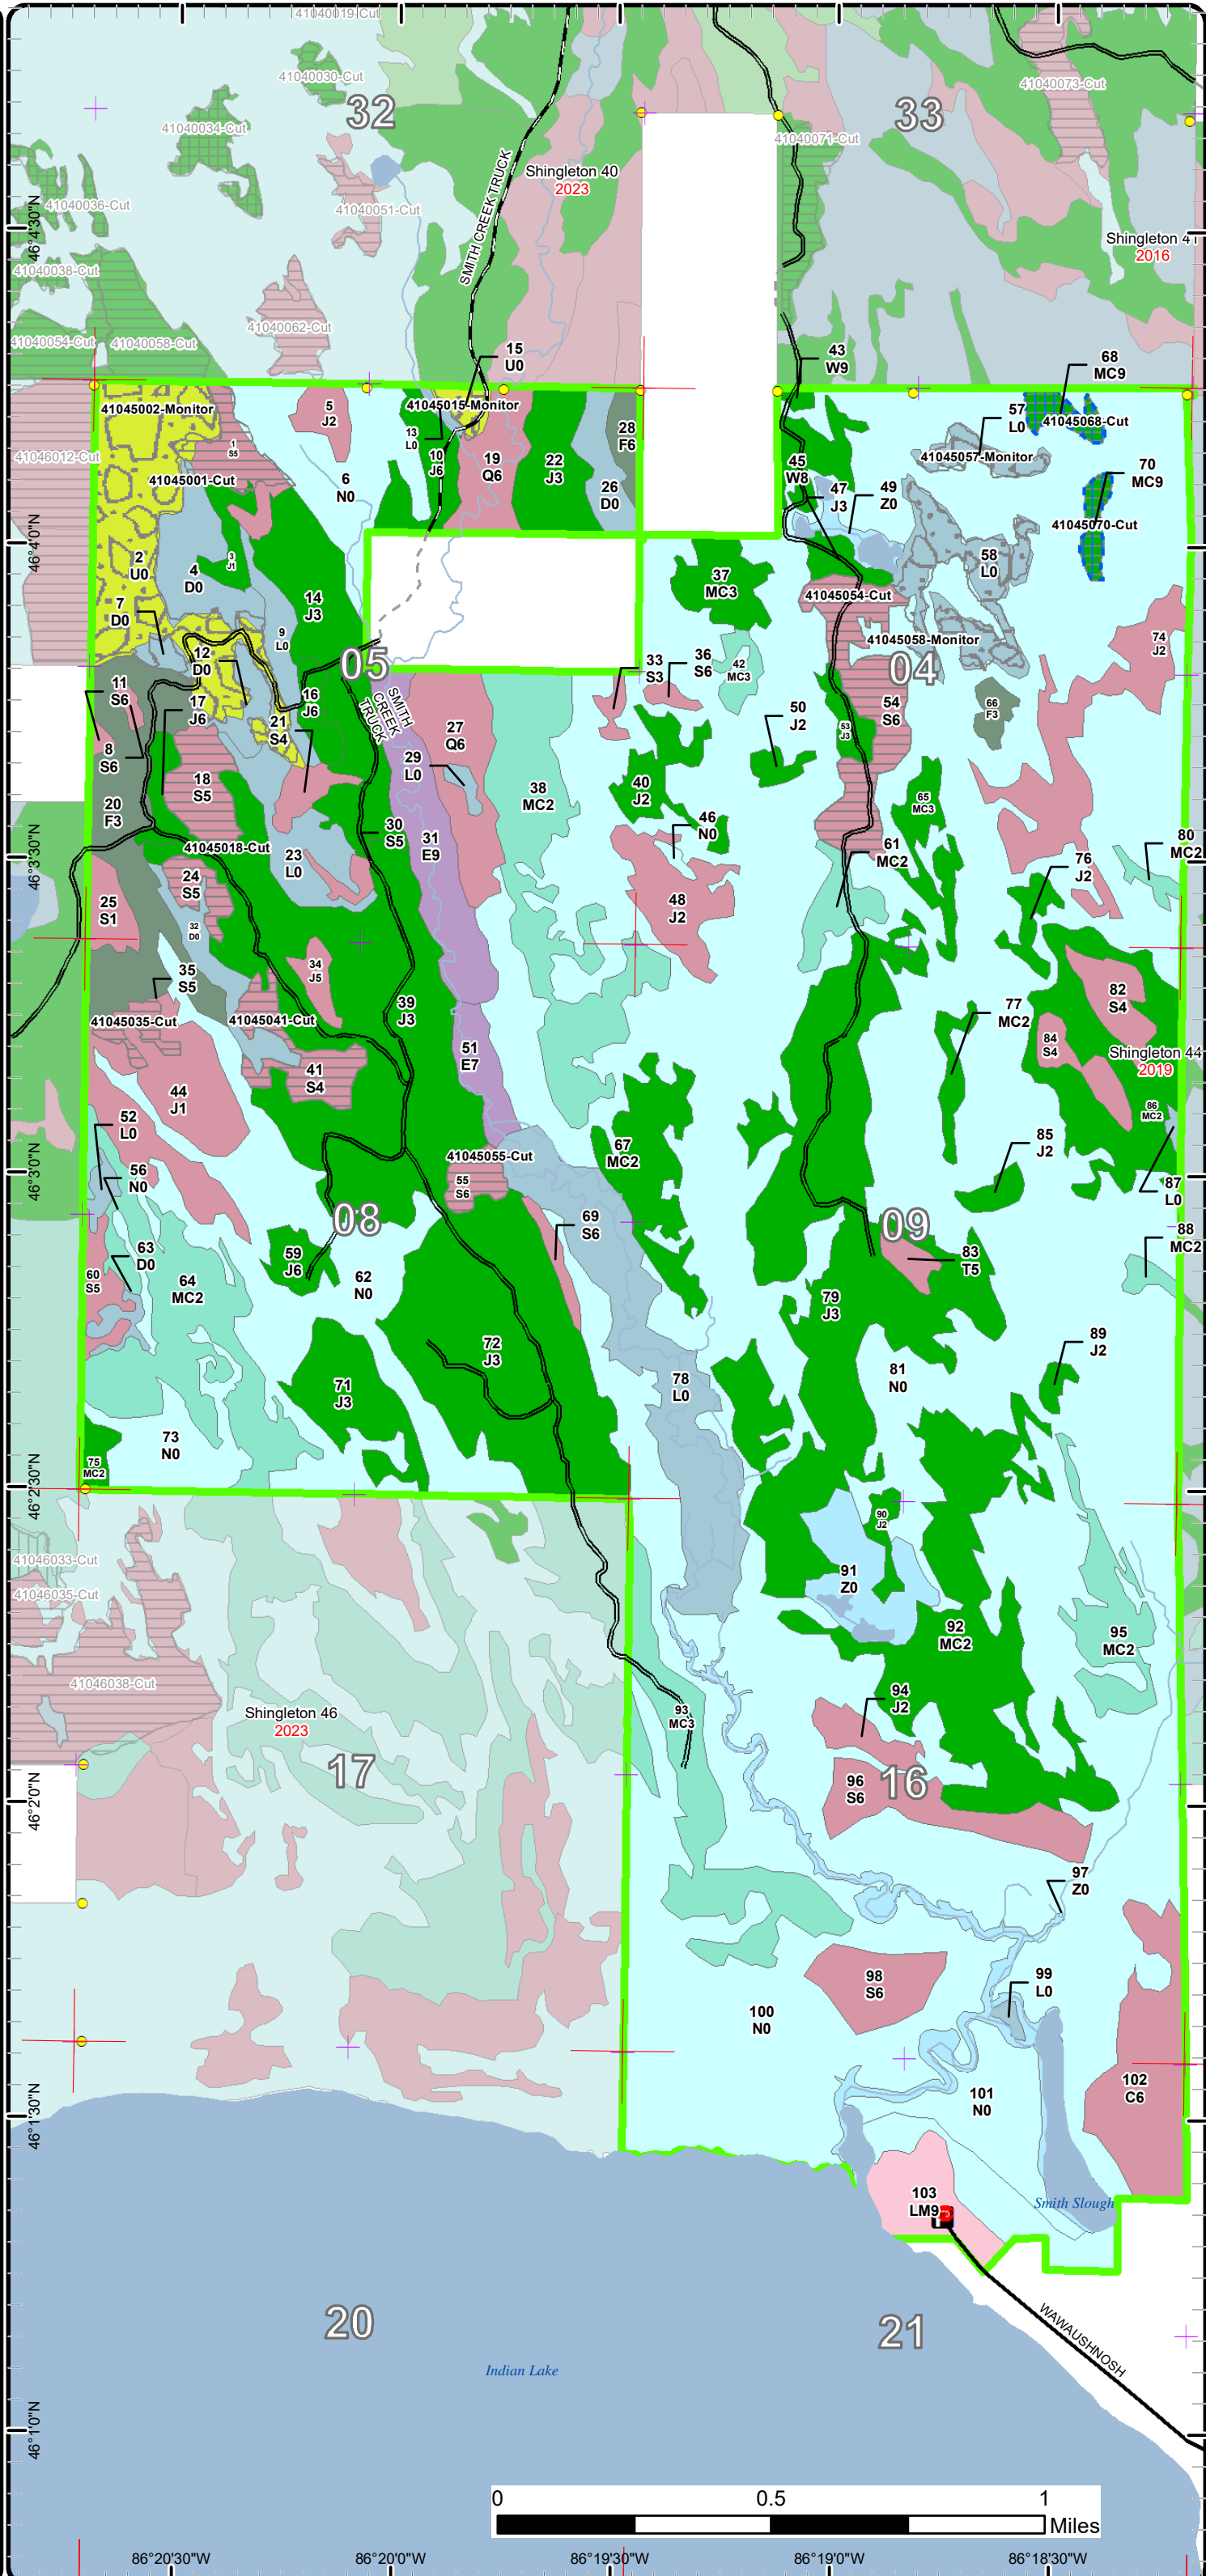 41040019-Cut
41040030-Cut
41040073-Cut
32
33
41040034-Cut
41040071-Cut
SMITH CREEK TRUCK
Shingleton 40
2023
41040036-Cut
41040051-Cut
46°4'30"N
Shingleton 41
2016
41040038-Cut
41040062-Cut
41040054-Cut
41040058-Cut
15
U0
43
W9
68
MC9
41045002-Monitor
5
J2
41045015-Monitor
57
L0
41045068-Cut
13
L0
28
F6
1
S5
41046012-Cut
41045001-Cut
6
N0
10
J6
19
Q6
22
J3
26
D0
45
W8
47
J3
49
Z0
41045057-Monitor
70
MC9
41045070-Cut
46°4'0"N
2
U0
3
J1
4
D0
58
L0
37
MC3
14
J3
41045054-Cut
7
D0
9
L0
41045058-Monitor
12
D0
05
04
74
J2
33
S3
36
S6
42
MC3
11
S6
17
J6
16
J6
SMITH CREEK TRUCK
54
S6
66
F3
21
S4
50
J2
53
J3
27
Q6
8
S6
29
L0
18
S5
40
J2
38
MC2
20
F3
65
MC3
46
N0
30
S5
31
E9
80
MC2
46°3'30"N
41045018-Cut
23
L0
61
MC2
76
J2
24
S5
25
S1
48
J2
32
D0
35
S5
34
J5
82
S4
39
J3
77
MC2
41045035-Cut
41045041-Cut
84
S4
51
E7
Shingleton 44
2019
41
S4
44
J1
86
MC2
52
L0
67
MC2
85
J2
46°3'0"N
41045055-Cut
56
N0
55
S6
87
L0
08
09
69
S6
88
MC2
63
D0
59
J6
83
T5
60
S5
64
MC2
62
N0
79
J3
72
J3
89
J2
71
J3
78
L0
81
N0
73
N0
75
MC2
46°2'30"N
90
J2
41046033-Cut
41046035-Cut
91
Z0
92
MC2
95
MC2
41046038-Cut
94
J2
Shingleton 46
2023
93
MC3
17
16
96
S6
46°2'0"N
97
Z0
98
S6
99
L0
100
N0
101
N0
102
C6
46°1'30"N
103
LM9
Smith Slough
20
21
WAWAUSHNOSH
Indian Lake
46°1'0"N
0 0.5 1
Miles
86°20'30"W 86°20'0"W 86°19'30"W 86°19'0"W 86°18'30"W